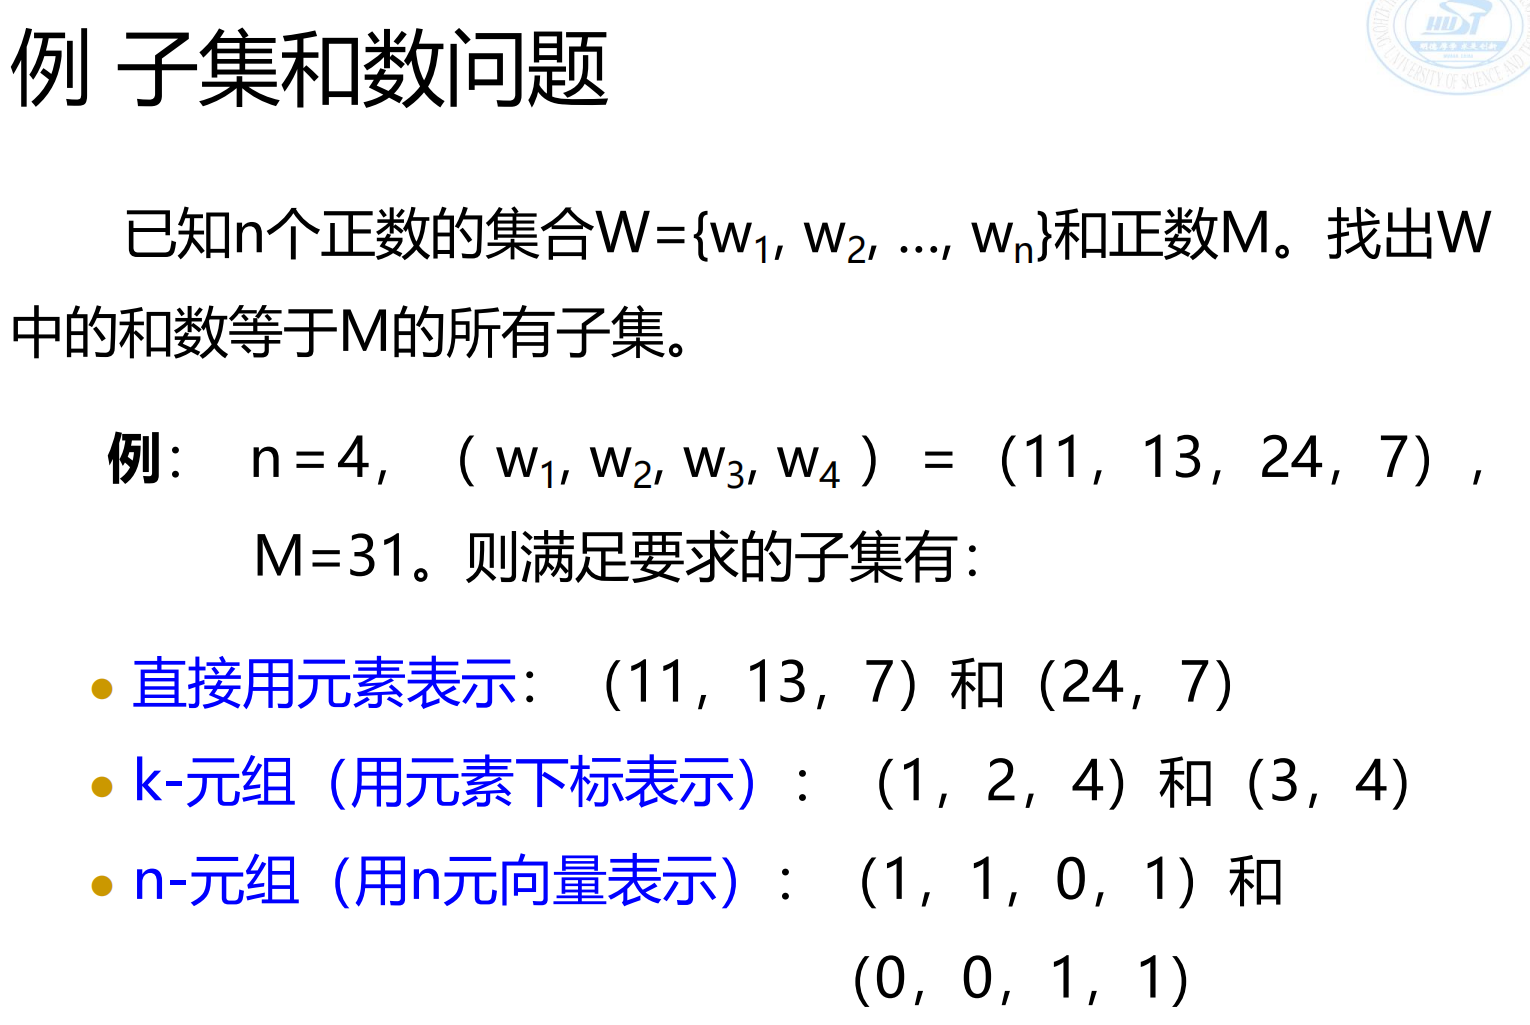 例 子集和数问题
已知n个正数的集合W={w1, w2, …, wn}和正数M。找出W
中的和数等于M的所有子集。
例： n＝4，（ w1, w2, w3, w4 ）＝（11，13，24，7），
M=31。则满足要求的子集有：
● 直接用元素表示：（11，13，7）和（24，7）
● k-元组（用元素下标表示）：（1，2，4）和（3，4）
● n-元组（用n元向量表示）：（1，1，0，1）和
（0，0，1，1）
HUST
UNIVERSITY OF SCIENCE AND